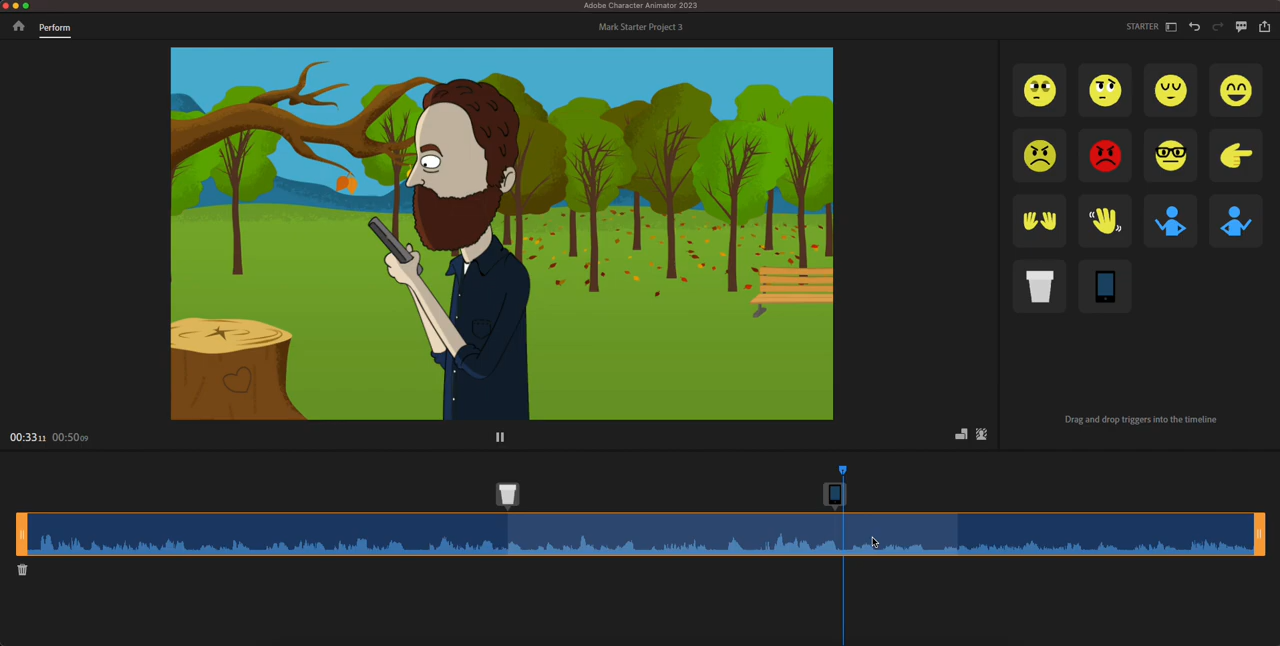 Adobe Character Animator 2023
Perform
Mark Starter Project 3
STARTER
Drag and drop triggers into the timeline
00:33 11 00:50 09